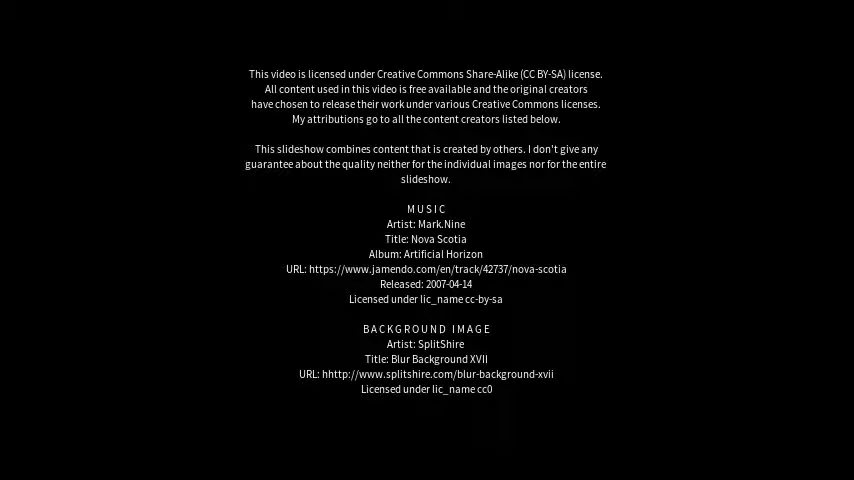 This video is licensed under Creative Commons Share-Alike (CC BY-SA) license.
All content used in this video is free available and the original creators
have chosen to release their work under various Creative Commons licenses.
My attributions go to all the content creators listed below.
This slideshow combines content that is created by others. I don't give any
guarantee about the quality neither for the individual images nor for the entire
slideshow.
MUSIC
Artist: Mark.Nine
Title: Nova Scotia
Album: Artificial Horizon
URL: https://www.jamendo.com/en/track/42737/nova-scotia
Released: 2007-04-14
Licensed under lic_name cc-by-sa
BACKGROUND IMAGE
Artist: SplitShire
Title: Blur Background XVII
URL: hhttp://www.splitshire.com/blur-background-xvii
Licensed under lic_name cc0